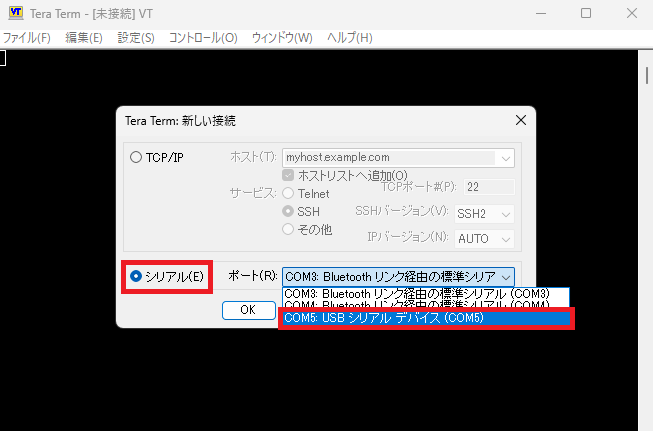 Tera Term - [未接続] VT
ファイル(F) 編集(E) 設定(S) コントロール(O) ウィンドウ(W) ヘルプ(H)
Tera Term: 新しい接続
TCP/IP
ホスト(T): myhost.example.com
ホストリストへ追加(O)
サービス: Telnet
TCPポート#(P): 22
SSH
SSHバージョン(V): SSH2
その他
IPバージョン(N): AUTO
シリアル(E)
ポート(R): COM3: Bluetooth リンク経由の標準シリア
COM3: Bluetooth リンク経由の標準シリアル (COM3)
COM4: Bluetooth リンク経由の標準シリアル (COM4)
COM5: USB シリアル デバイス (COM5)
OK